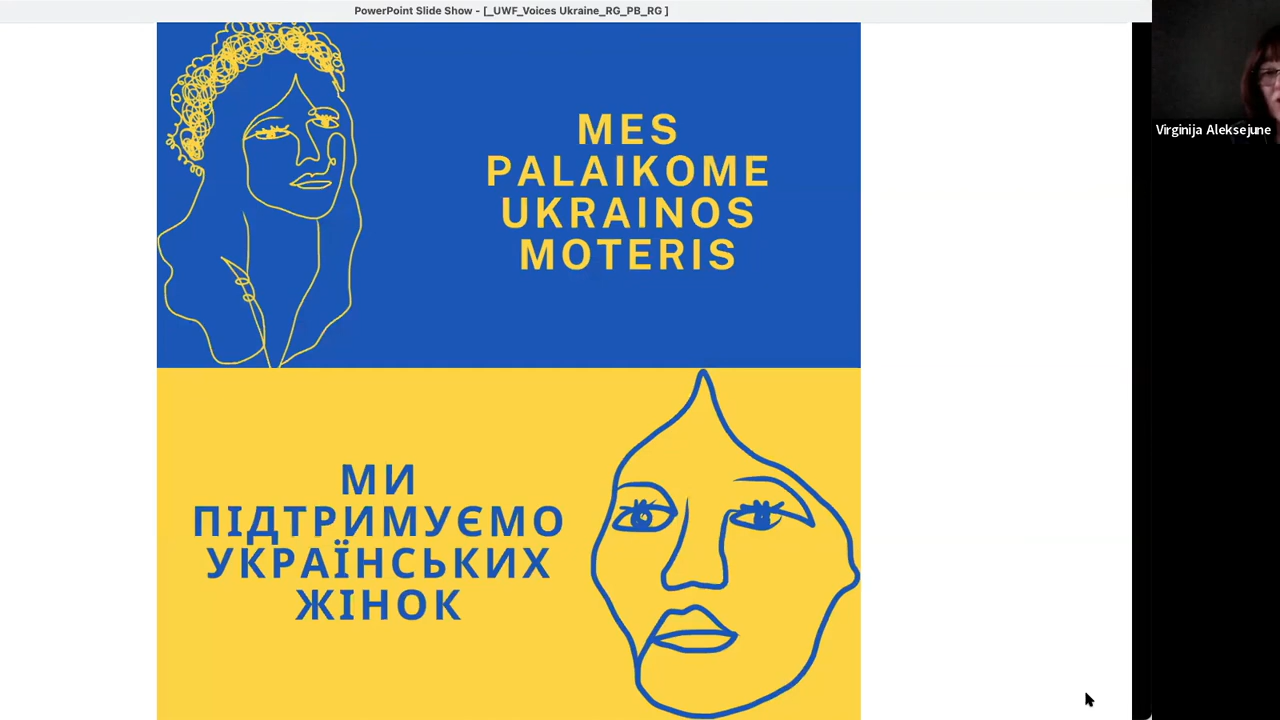 PowerPoint Slide Show - [_UWF_Voices Ukraine_RG_PB_RG ]
MES
PALAIKOME
UKRAINOS
MOTERIS
Virginija Aleksejune
МИ
ПІДТРИМУЄМО
УКРАЇНСЬКИХ
ЖІНОК